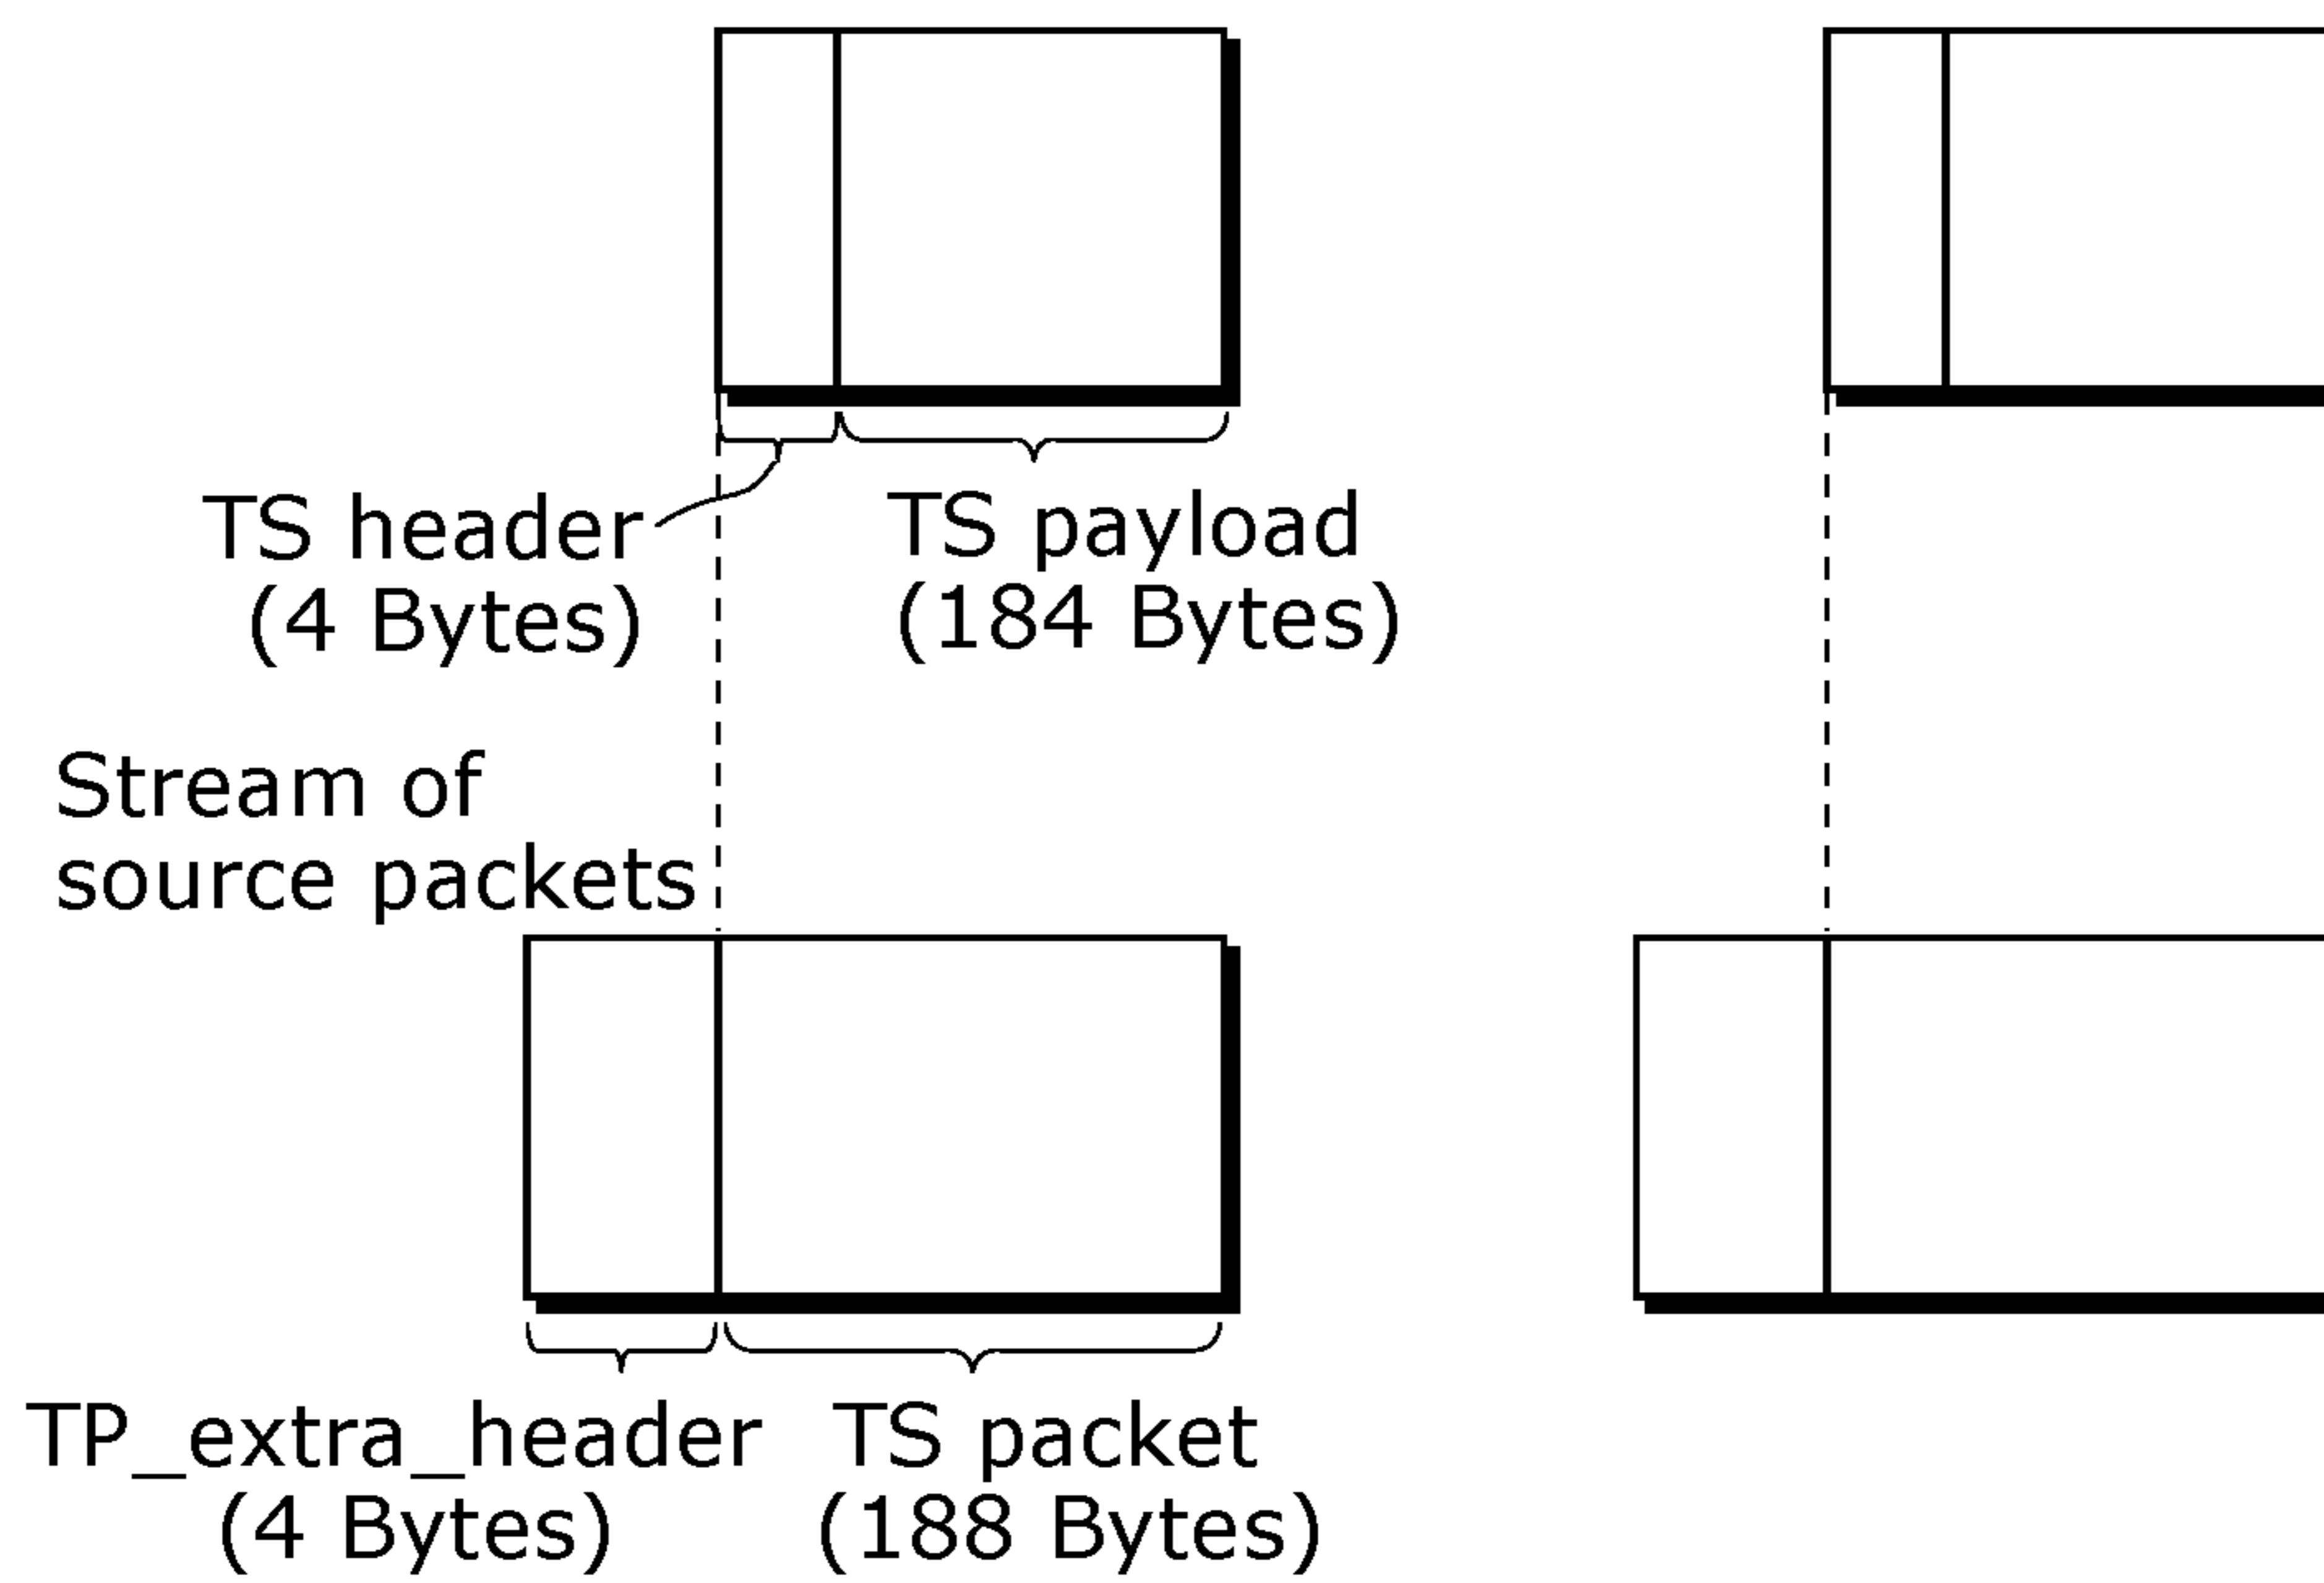 TS header
(4 Bytes)
TS payload
(184 Bytes)
Stream of
source packets
TP_extra_header
(4 Bytes)
TS packet
(188 Bytes)